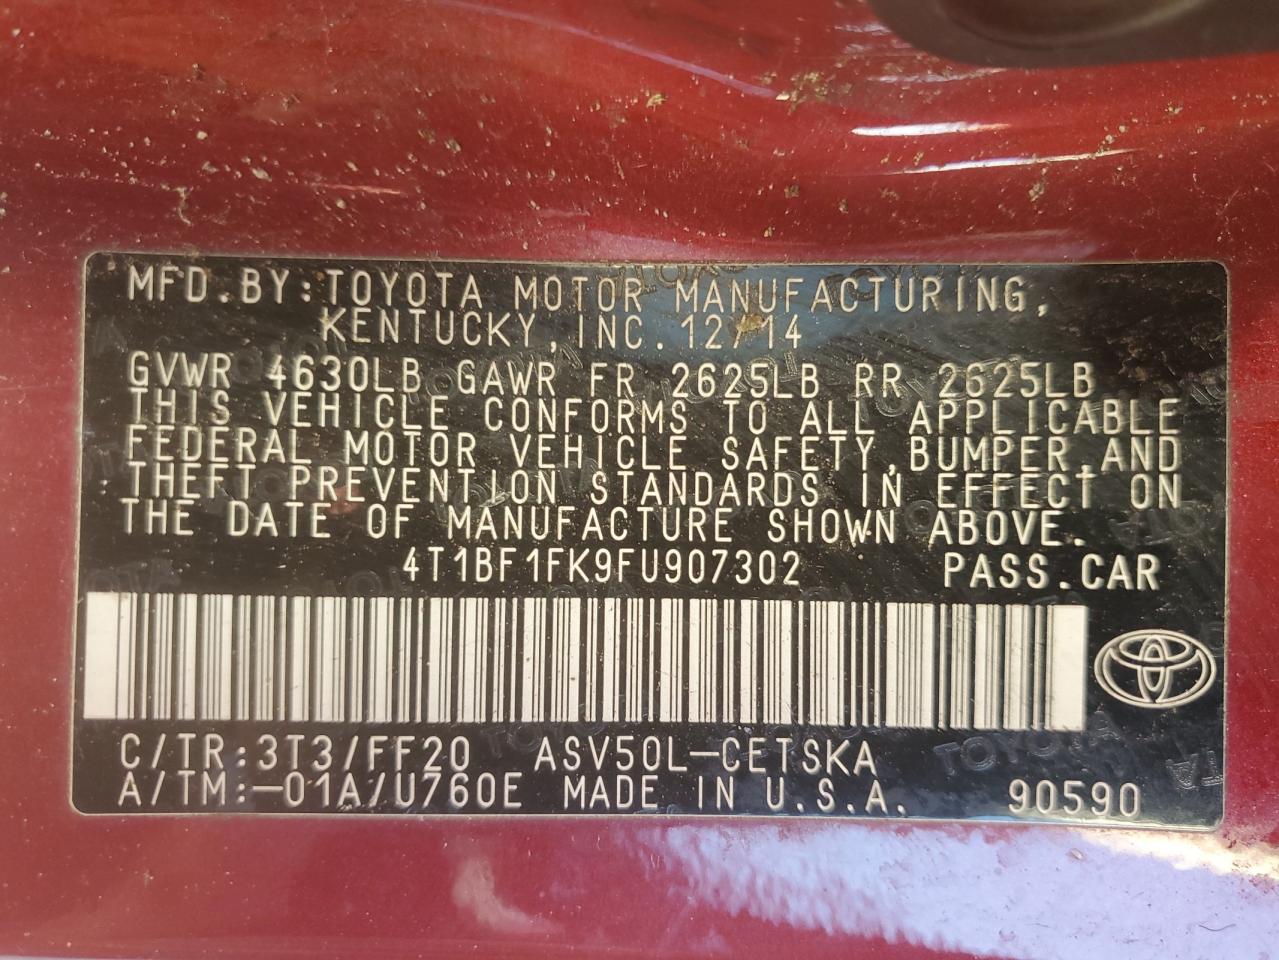 MFD.BY:TOYOTA MOTOR MANUFACTURING,
KENTUCKY,INC.12/14
GVWR 4630LB GAWR FR 2625LB RR 2625LB
THIS VEHICLE CONFORMS TO ALL APPLICABLE
FEDERAL MOTOR VEHICLE SAFETY,BUMPER,AND
THEFT PREVENTION STANDARDS IN EFFECT ON
THE DATE OF MANUFACTURE SHOWN ABOVE.
4T1BF1FK9FU907302 PASS.CAR
C/TR:3T3/FF20 ASV50L-CETSKA
A/TM:-01A/U760E MADE IN U.S.A. 90590